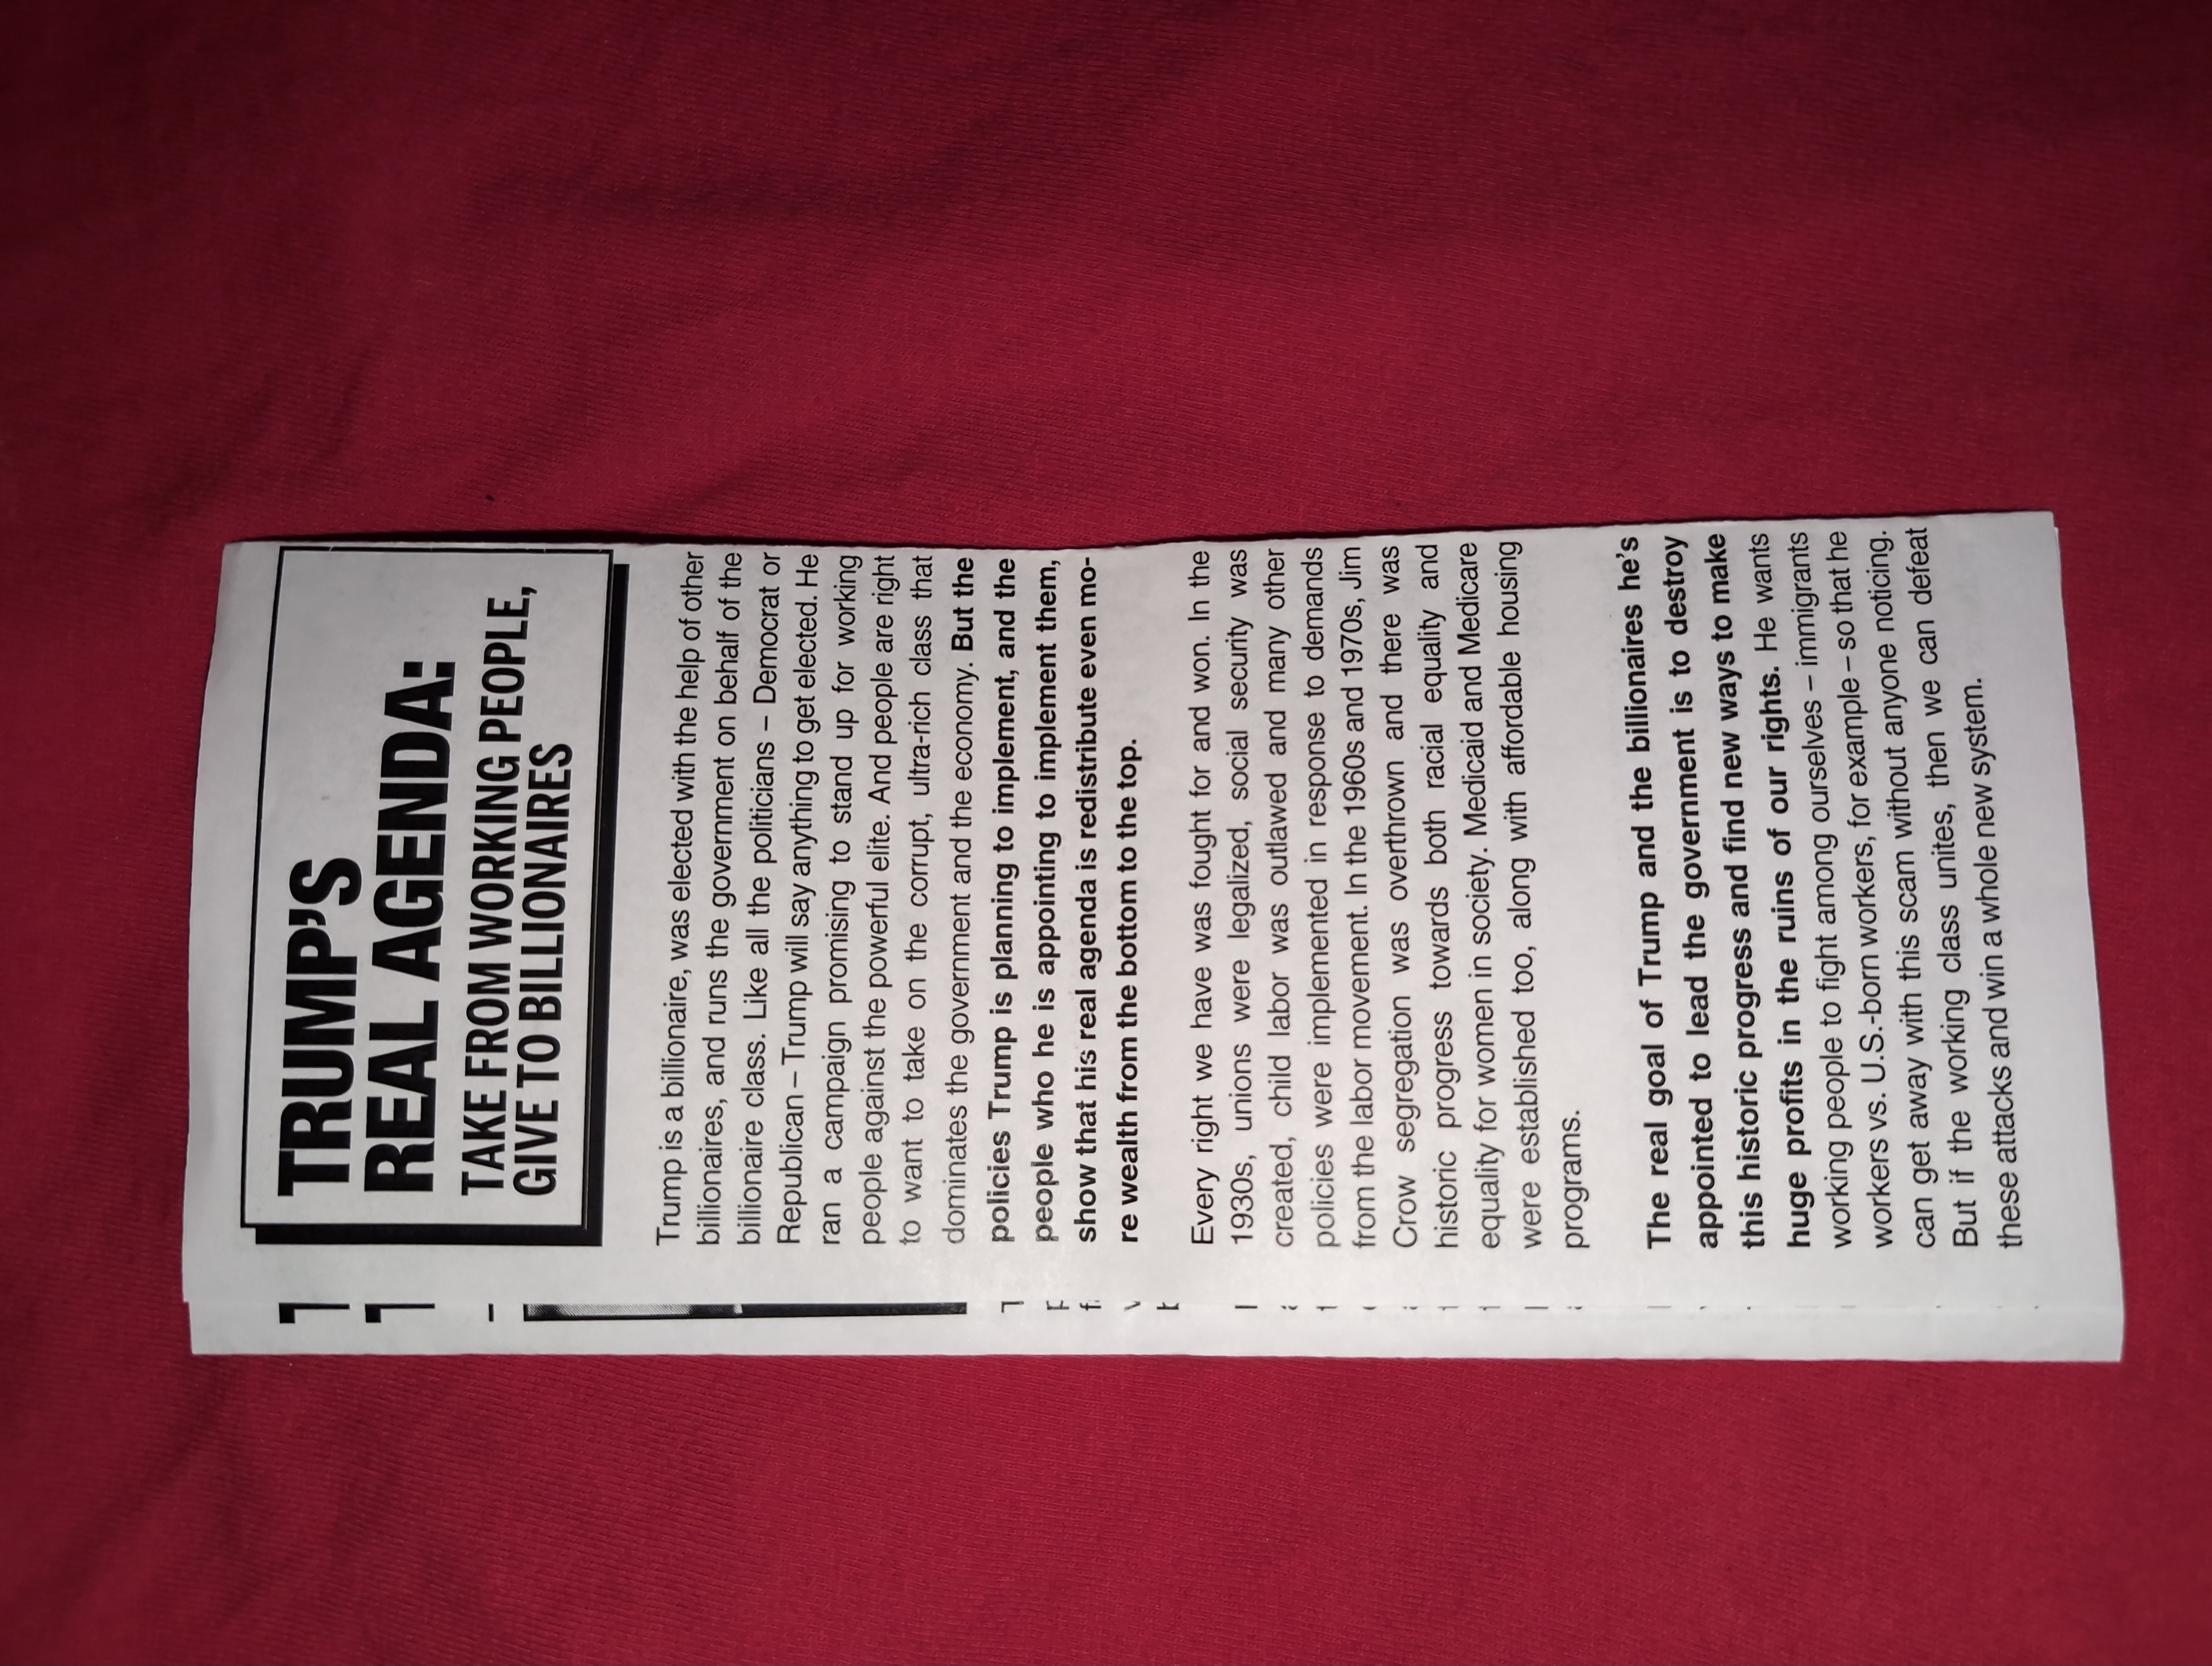 TRUMP'S
REAL AGENDA:
TAKE FROM WORKING PEOPLE,
GIVE TO BILLIONAIRES
Trump is a billionaire, was elected with the help of other
billionaires, and runs the government on behalf of the
billionaire class. Like all the politicians – Democrat or
Republican – Trump will say anything to get elected. He
ran a campaign promising to stand up for working
people against the powerful elite. And people are right
to want to take on the corrupt, ultra-rich class that
dominates the government and the economy. But the
policies Trump is planning to implement, and the
people who he is appointing to implement them,
show that his real agenda is redistribute even mo-
re wealth from the bottom to the top.
Every right we have was fought for and won. In the
1930s, unions were legalized, social security was
created, child labor was outlawed and many other
policies were implemented in response to demands
from the labor movement. In the 1960s and 1970s, Jim
Crow segregation was overthrown and there was
historic progress towards both racial equality and
equality for women in society. Medicaid and Medicare
were established too, along with affordable housing
programs.
The real goal of Trump and the billionaires he's
appointed to lead the government is to destroy
this historic progress and find new ways to make
huge profits in the ruins of our rights. He wants
working people to fight among ourselves – immigrants
workers vs. U.S.-born workers, for example – so that he
can get away with this scam without anyone noticing.
But if the working class unites, then we can defeat
these attacks and win a whole new system.